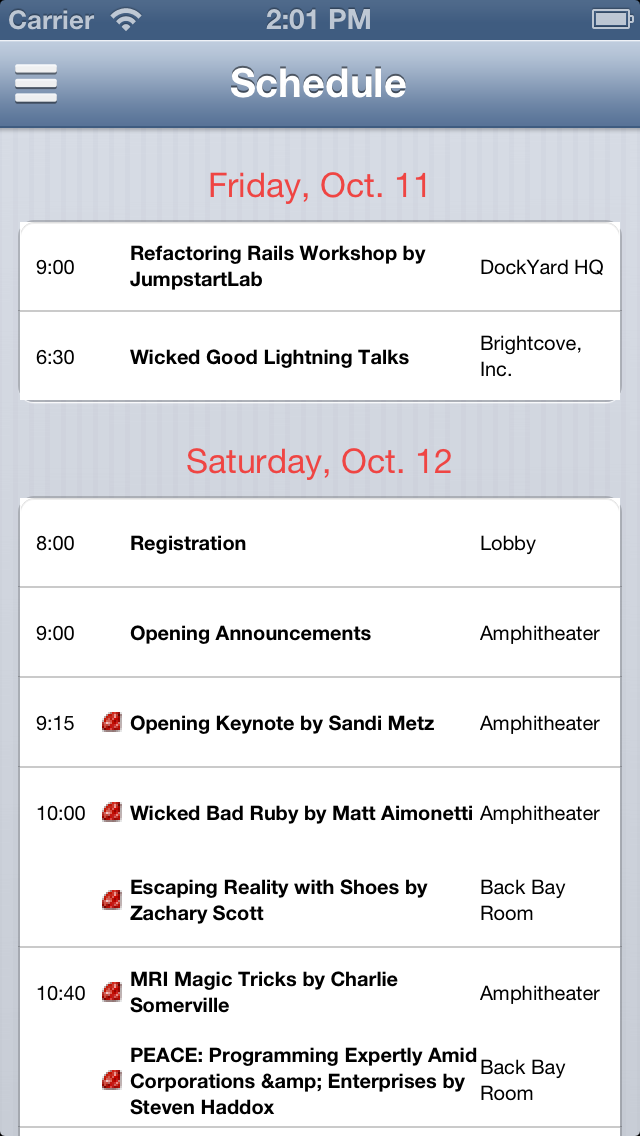 Carrier 2:01 PM
Schedule
Friday, Oct. 11
9:00 Refactoring Rails Workshop by JumpstartLab DockYard HQ
6:30 Wicked Good Lightning Talks Brightcove, Inc.
Saturday, Oct. 12
8:00 Registration Lobby
9:00 Opening Announcements Amphitheater
9:15 Opening Keynote by Sandi Metz Amphitheater
10:00 Wicked Bad Ruby by Matt Aimonetti Amphitheater
Escaping Reality with Shoes by Zachary Scott Back Bay Room
10:40 MRI Magic Tricks by Charlie Somerville Amphitheater
PEACE: Programming Expertly Amid Corporations &amp; Enterprises by Steven Haddox Back Bay Room